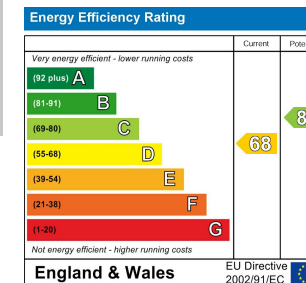 Energy Efficiency Rating
Current
Very energy efficient - lower running costs
(92 plus) A
(81-91) B
(69-80) C
(55-68) D
(39-54) E
(21-38) F
(1-20) G
68
Not energy efficient - higher running costs
England & Wales
EU Directive
2002/91/EC